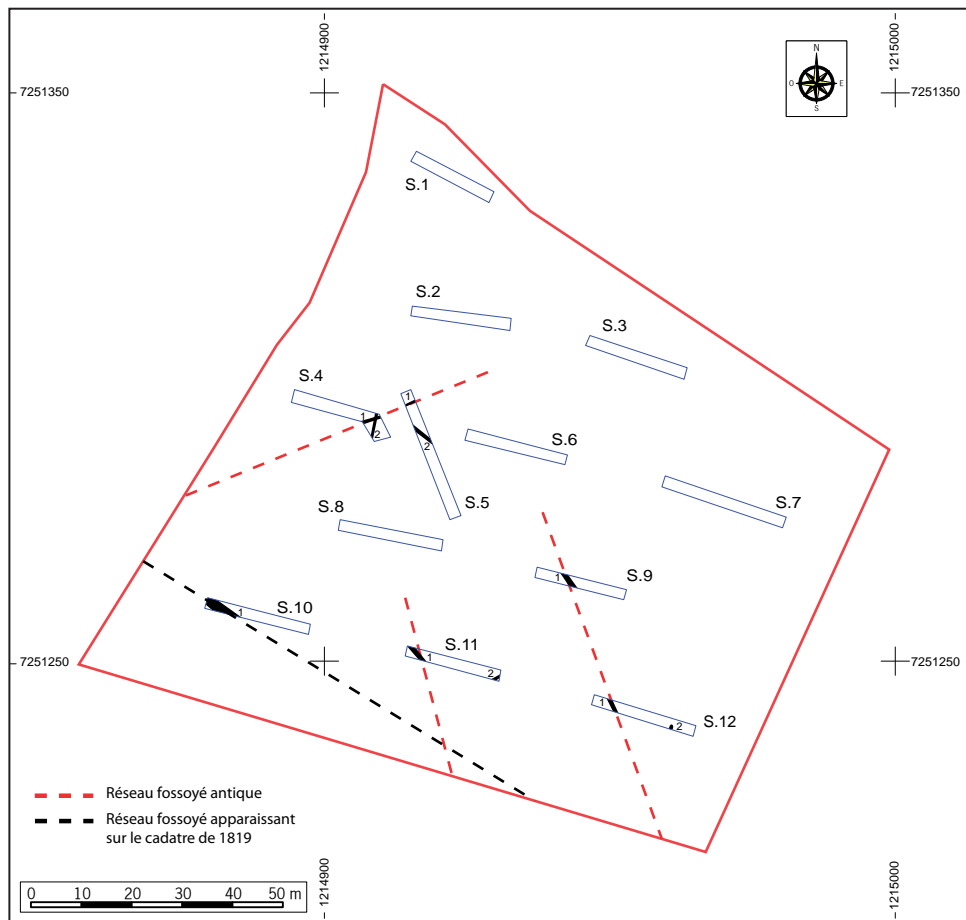 1214900
1215000
7251350
7251350
N
O
E
S
S.1
S.2
S.3
S.4
1
2
1
2
S.5
S.6
S.7
S.8
1
S.9
1
S.10
S.11
1
2
1
2
S.12
7251250
7251250
Réseau fossoyé antique
Réseau fossoyé apparaissant
sur le cadatre de 1819
0 10 20 30 40 50 m
1214900
1215000